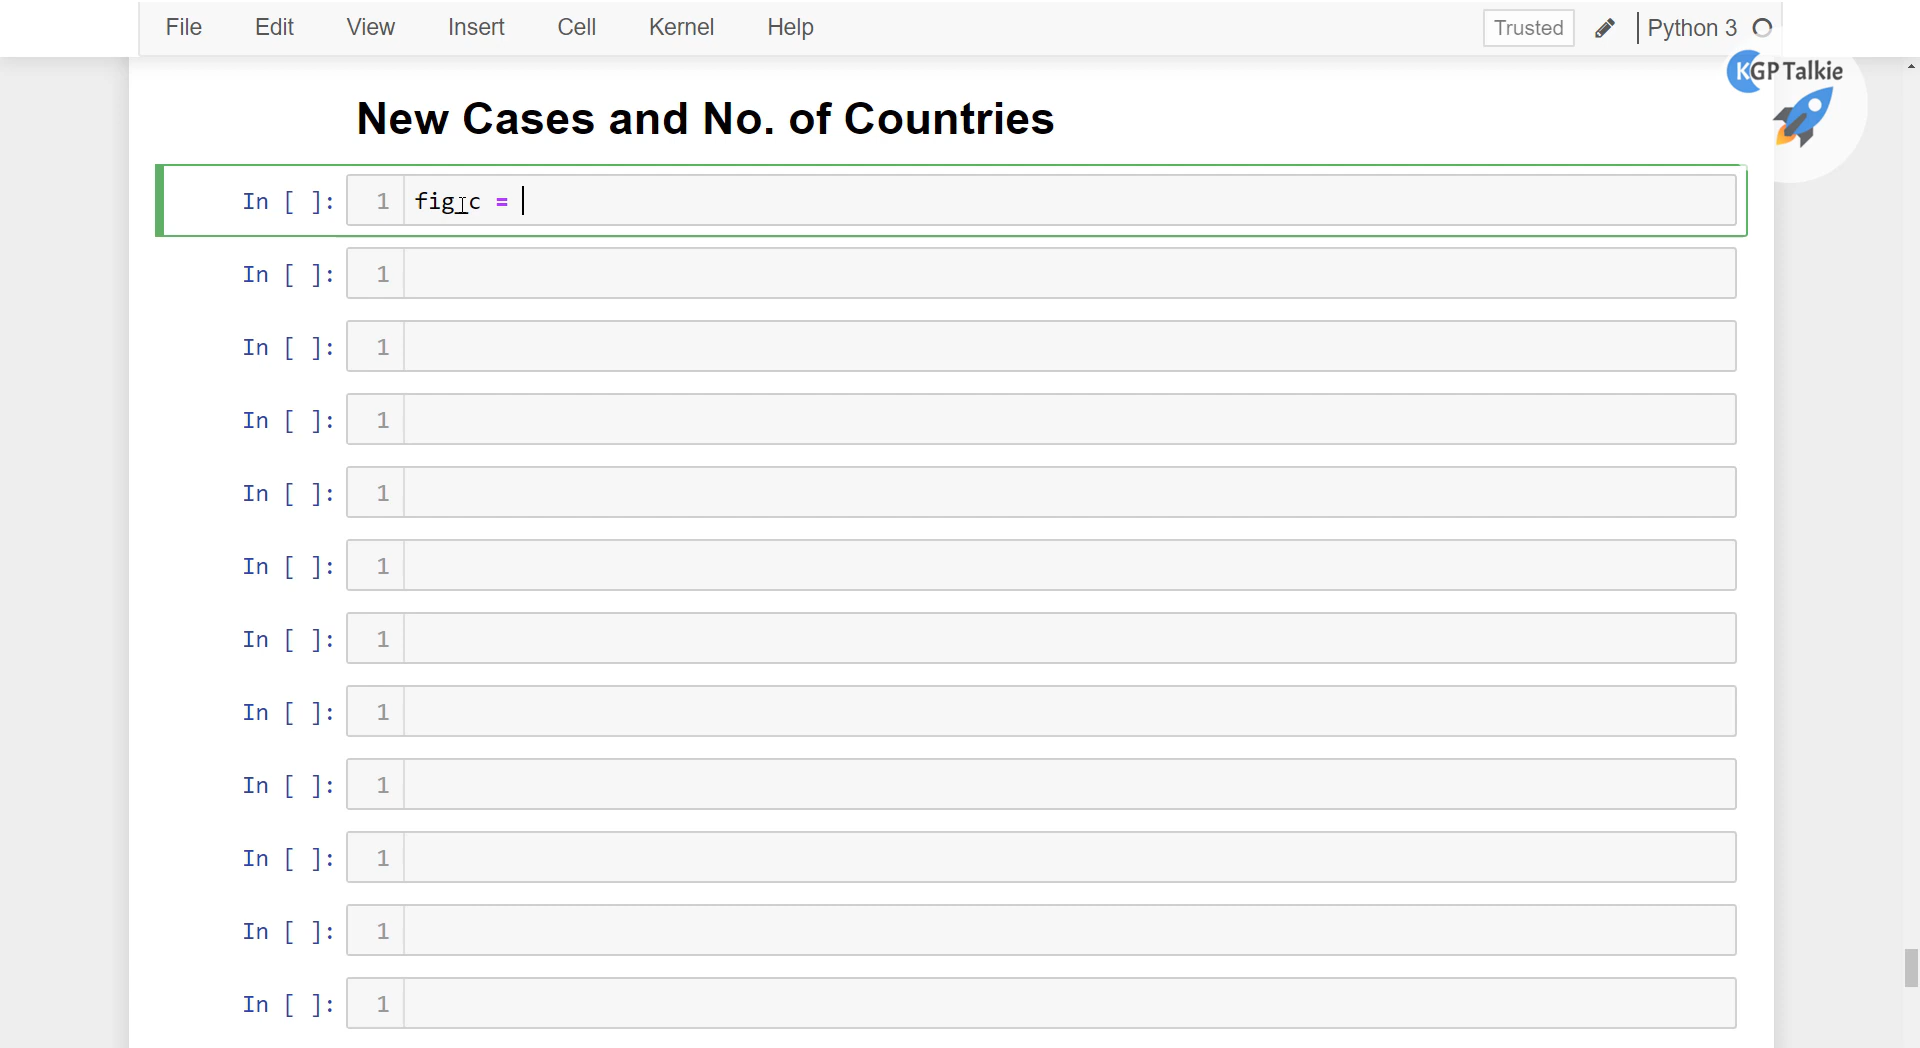 File Edit View Insert Cell Kernel Help Trusted Python 3
KGP Talkie
New Cases and No. of Countries
In [ ]: 1 fig_c =
In [ ]: 1
In [ ]: 1
In [ ]: 1
In [ ]: 1
In [ ]: 1
In [ ]: 1
In [ ]: 1
In [ ]: 1
In [ ]: 1
In [ ]: 1
In [ ]: 1